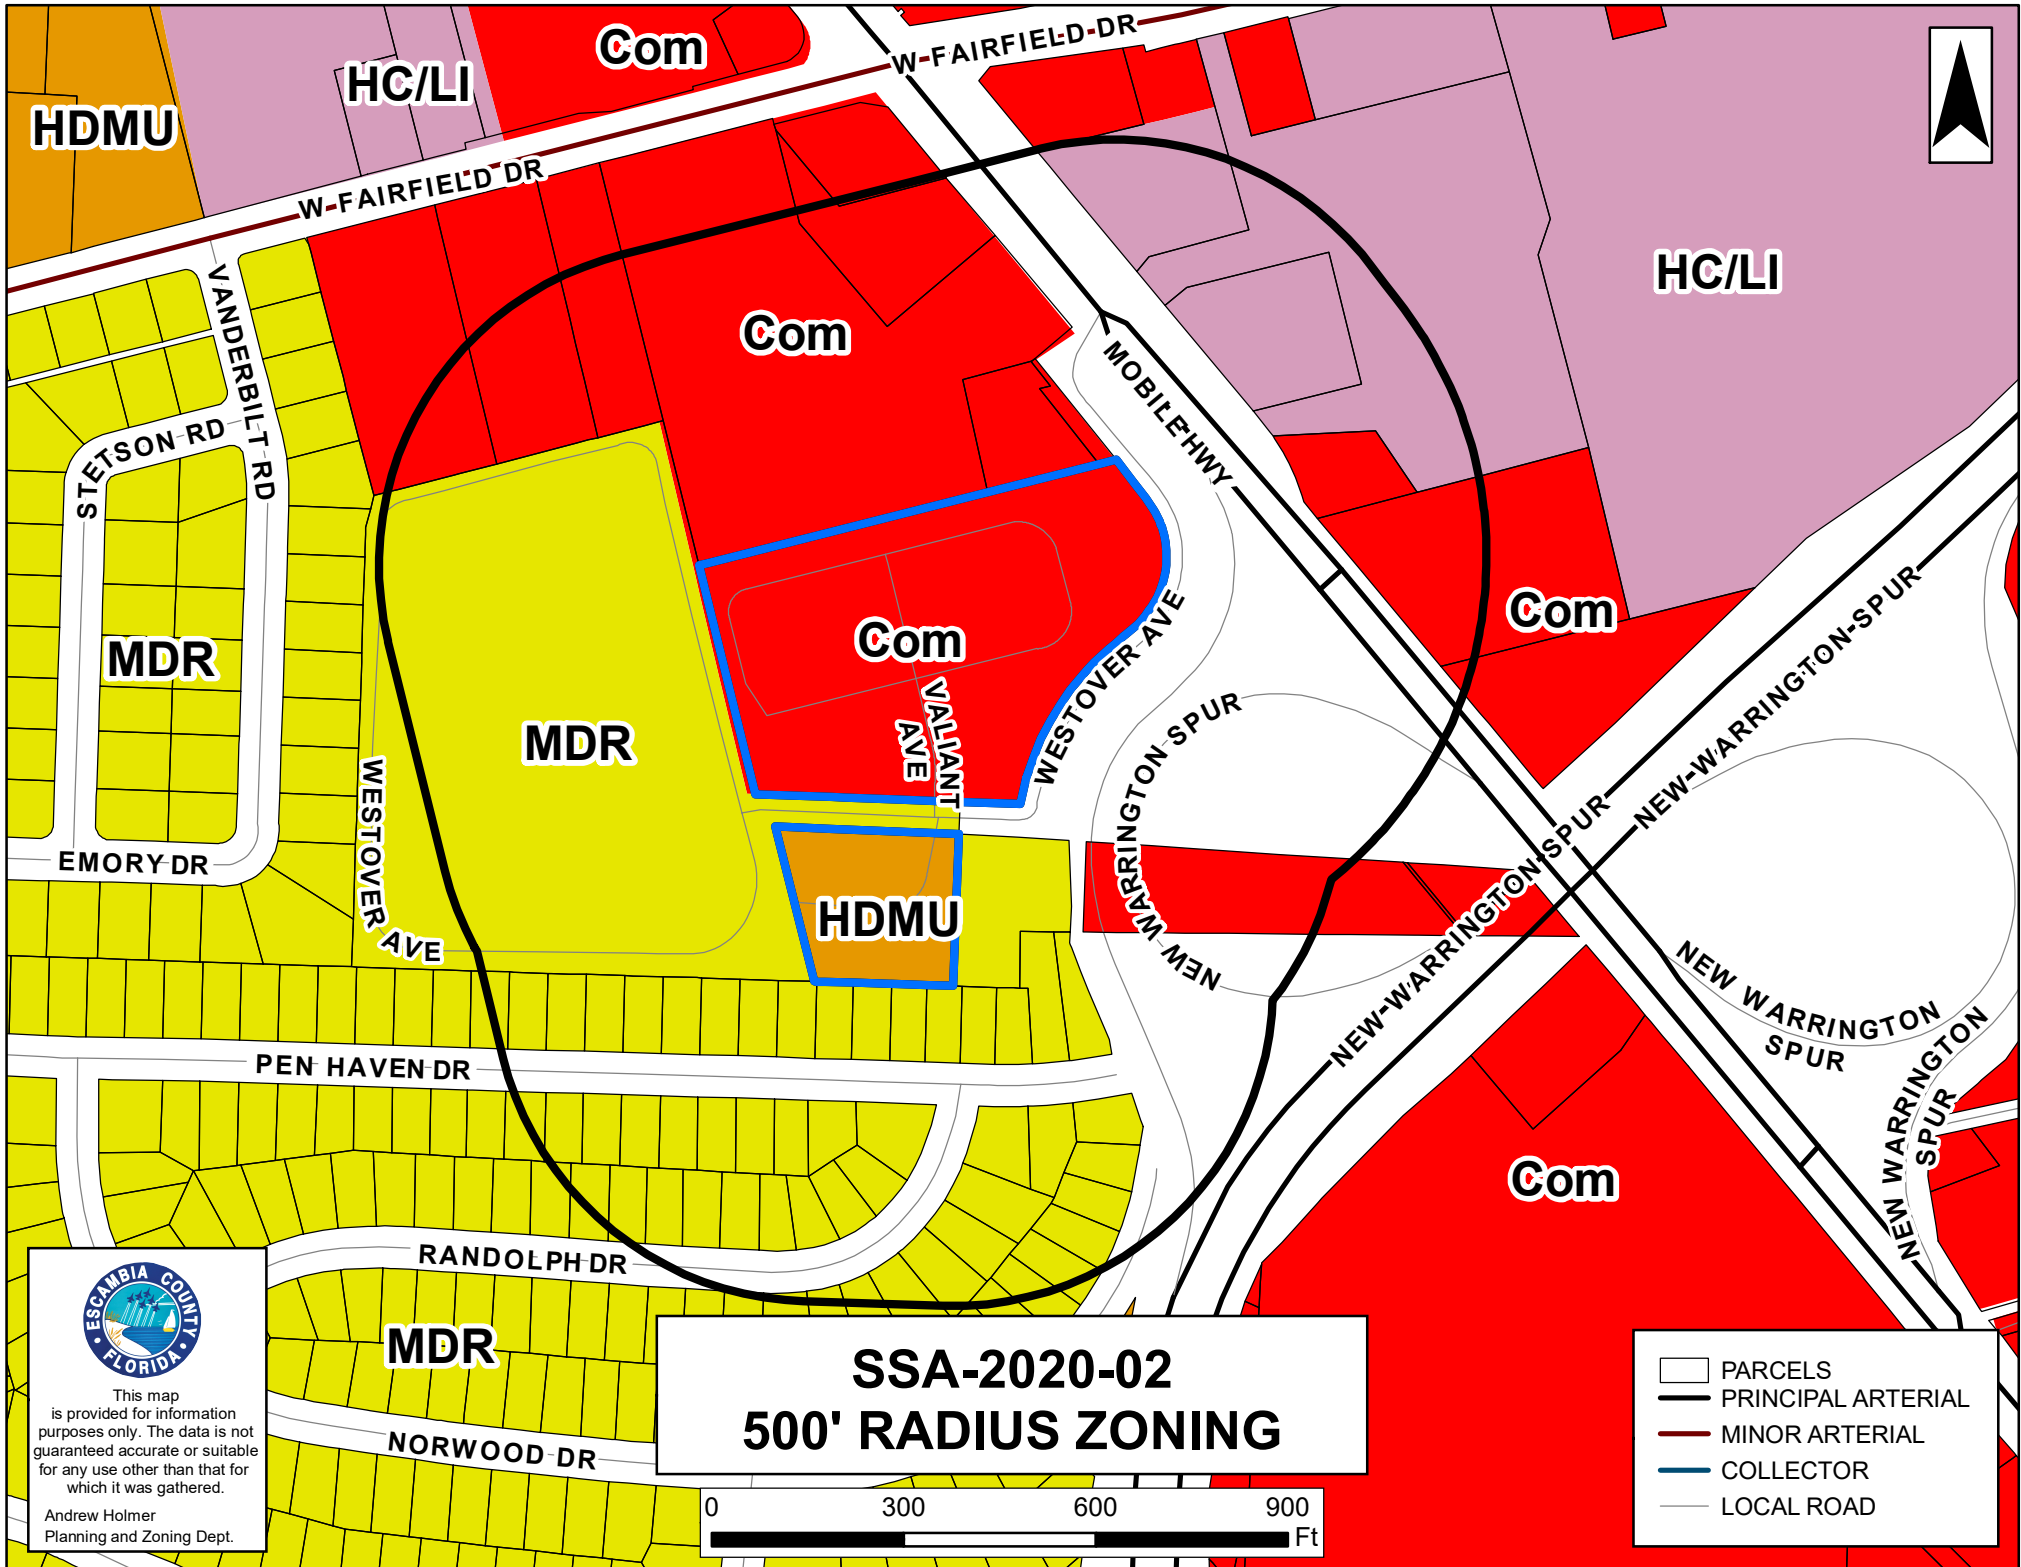 Com
W FAIRFIELD DR
HC/LI
HDMU
W FAIRFIELD DR
HC/LI
VANDERBILT RD
Com
MOBILE HWY
STETSON RD
Com
Com
WESTOVER AVE
NEW WARRINGTON SPUR
MDR
VALIANT
AVE
MDR
NEW WARRINGTON SPUR
WESTOVER AVE
NEW WARRINGTON SPUR
EMORY DR
HDMU
NEW WARRINGTON
SPUR
PEN HAVEN DR
NEW WARRINGTON
SPUR
Com
RANDOLPH DR
MDR
NORWOOD DR
ESCAMBIA COUNTY
FLORIDA
This map
is provided for information
purposes only. The data is not
guaranteed accurate or suitable
for any use other than that for
which it was gathered.
Andrew Holmer
Planning and Zoning Dept.
SSA-2020-02
500' RADIUS ZONING
0 300 600 900
Ft
PARCELS
PRINCIPAL ARTERIAL
MINOR ARTERIAL
COLLECTOR
LOCAL ROAD